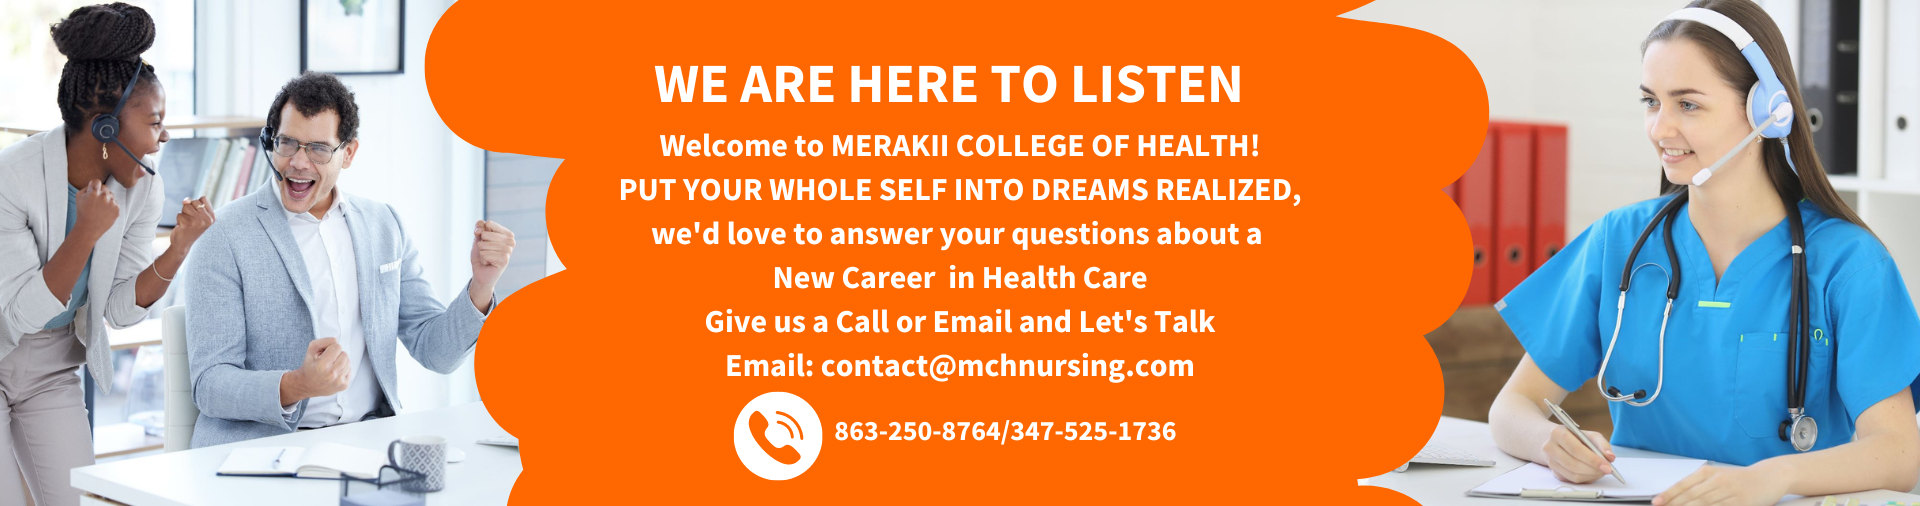 WE ARE HERE TO LISTEN
Welcome to MERAKII COLLEGE OF HEALTH!
PUT YOUR WHOLE SELF INTO DREAMS REALIZED,
we'd love to answer your questions about a
New Career in Health Care
Give us a Call or Email and Let's Talk
Email: contact@mchnursing.com
863-250-8764/347-525-1736